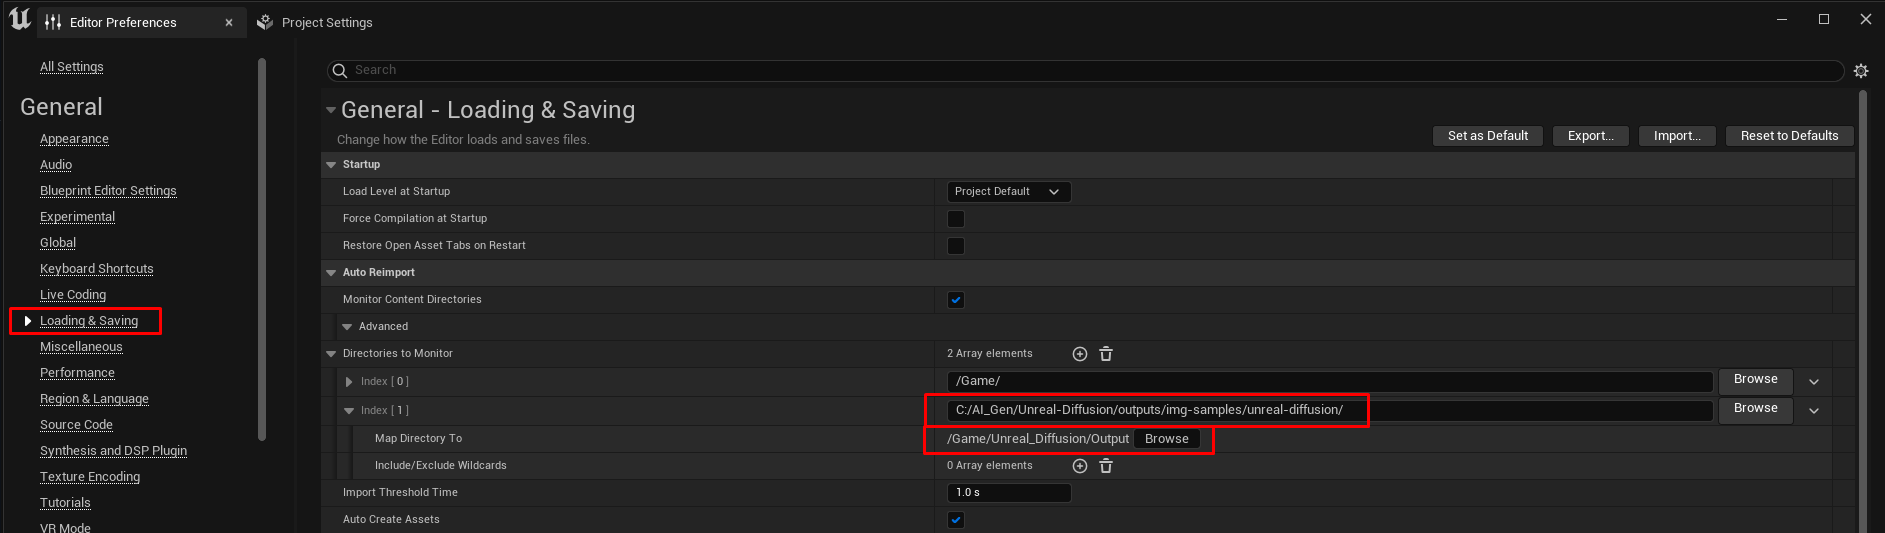 Editor Preferences
Project Settings
All Settings
General
Appearance
Audio
Blueprint Editor Settings
Experimental
Global
Keyboard Shortcuts
Live Coding
Loading & Saving
Miscellaneous
Performance
Region & Language
Source Code
Synthesis and DSP Plugin
Texture Encoding
Tutorials
VR Mode
Search
General - Loading & Saving
Change how the Editor loads and saves files.
Set as Default Export... Import... Reset to Defaults
Startup
Load Level at Startup Project Default
Force Compilation at Startup
Restore Open Asset Tabs on Restart
Auto Reimport
Monitor Content Directories
Advanced
Directories to Monitor 2 Array elements
Index [ 0 ] /Game/ Browse
Index [ 1 ] C:/AI_Gen/Unreal-Diffusion/outputs/img-samples/unreal-diffusion/ Browse
Map Directory To /Game/Unreal_Diffusion/Output Browse
Include/Exclude Wildcards 0 Array elements
Import Threshold Time 1.0 s
Auto Create Assets